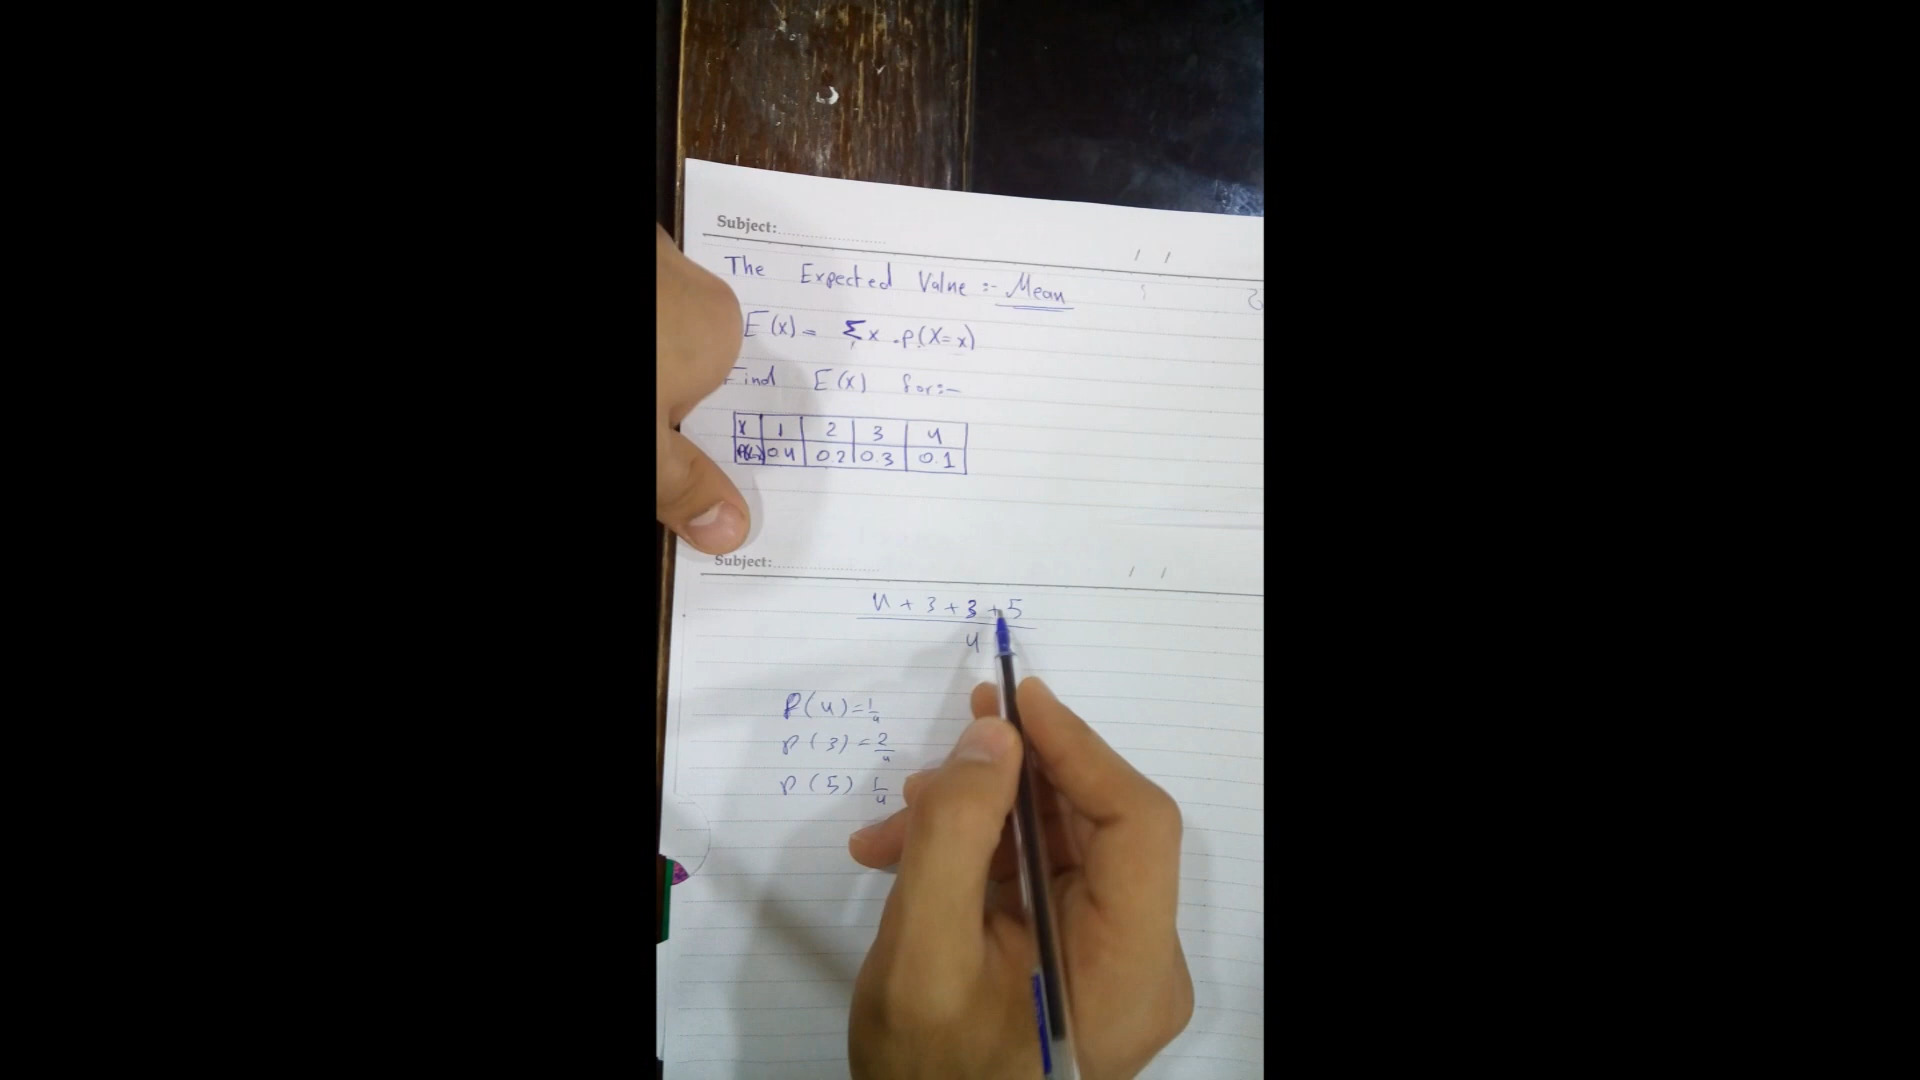 Subject:
/ /
The Expected Value :- Mean
E(x) = Σx .p(X=x)
Find E(x) for:-
X 1 2 3 4
0.4 0.2 0.3 0.1
Subject:
/ /
4 + 3 + 3 + 5
4
P(4) = 1/4
P(3) = 2/4
P(5) 1/4